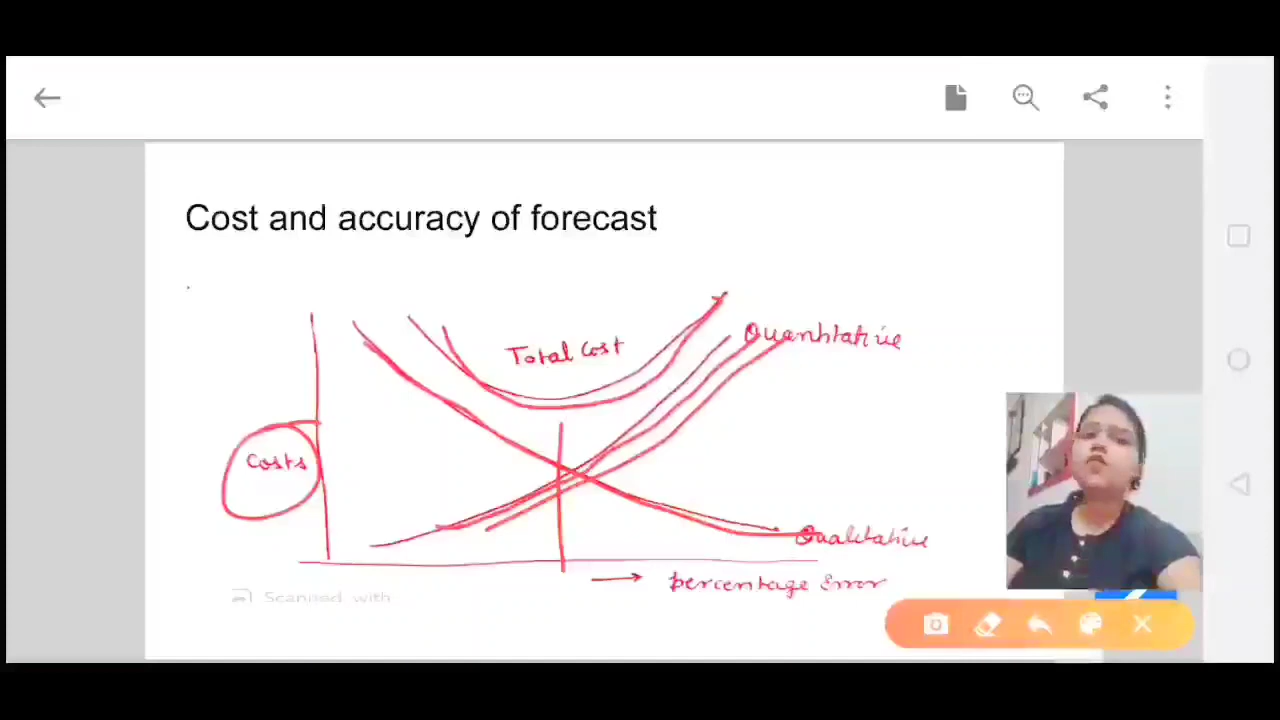 Cost and accuracy of forecast
Total Cost
Quantitative
Costs
Qualitative
→ percentage Error
Scanned with